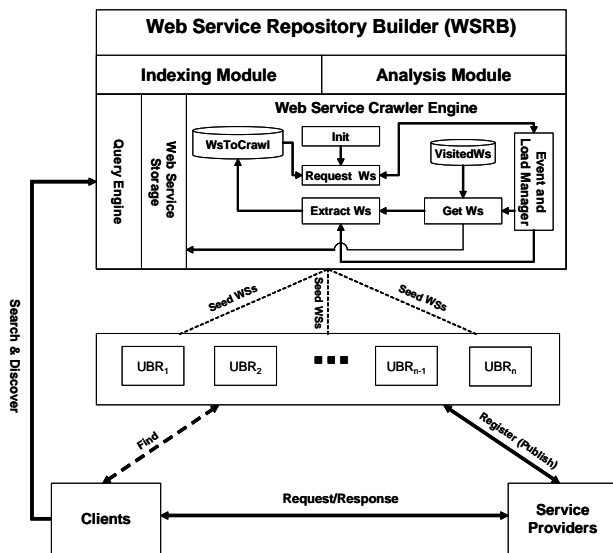 Web Service Repository Builder (WSRB)
Indexing Module
Analysis Module
Web Service Crawler Engine
Query Engine
Web Service
Storage
WsToCrawl
Init
VisitedWs
Event and
Load Manager
Request Ws
Extract Ws
Get Ws
Search & Discover
Seed WSs
Seed WSs
Seed WSs
UBR1
UBR2
UBRn-1
UBRn
Find
Register (Publish)
Request/Response
Clients
Service
Providers